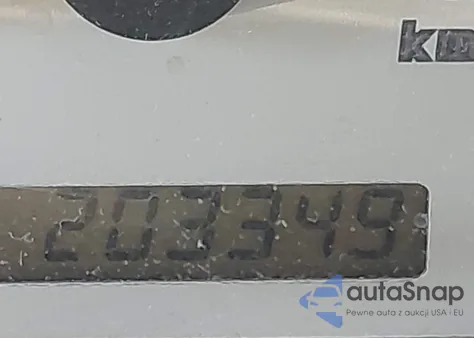 km
203349
autaSnap
Pewne auta z aukcji USA - EU